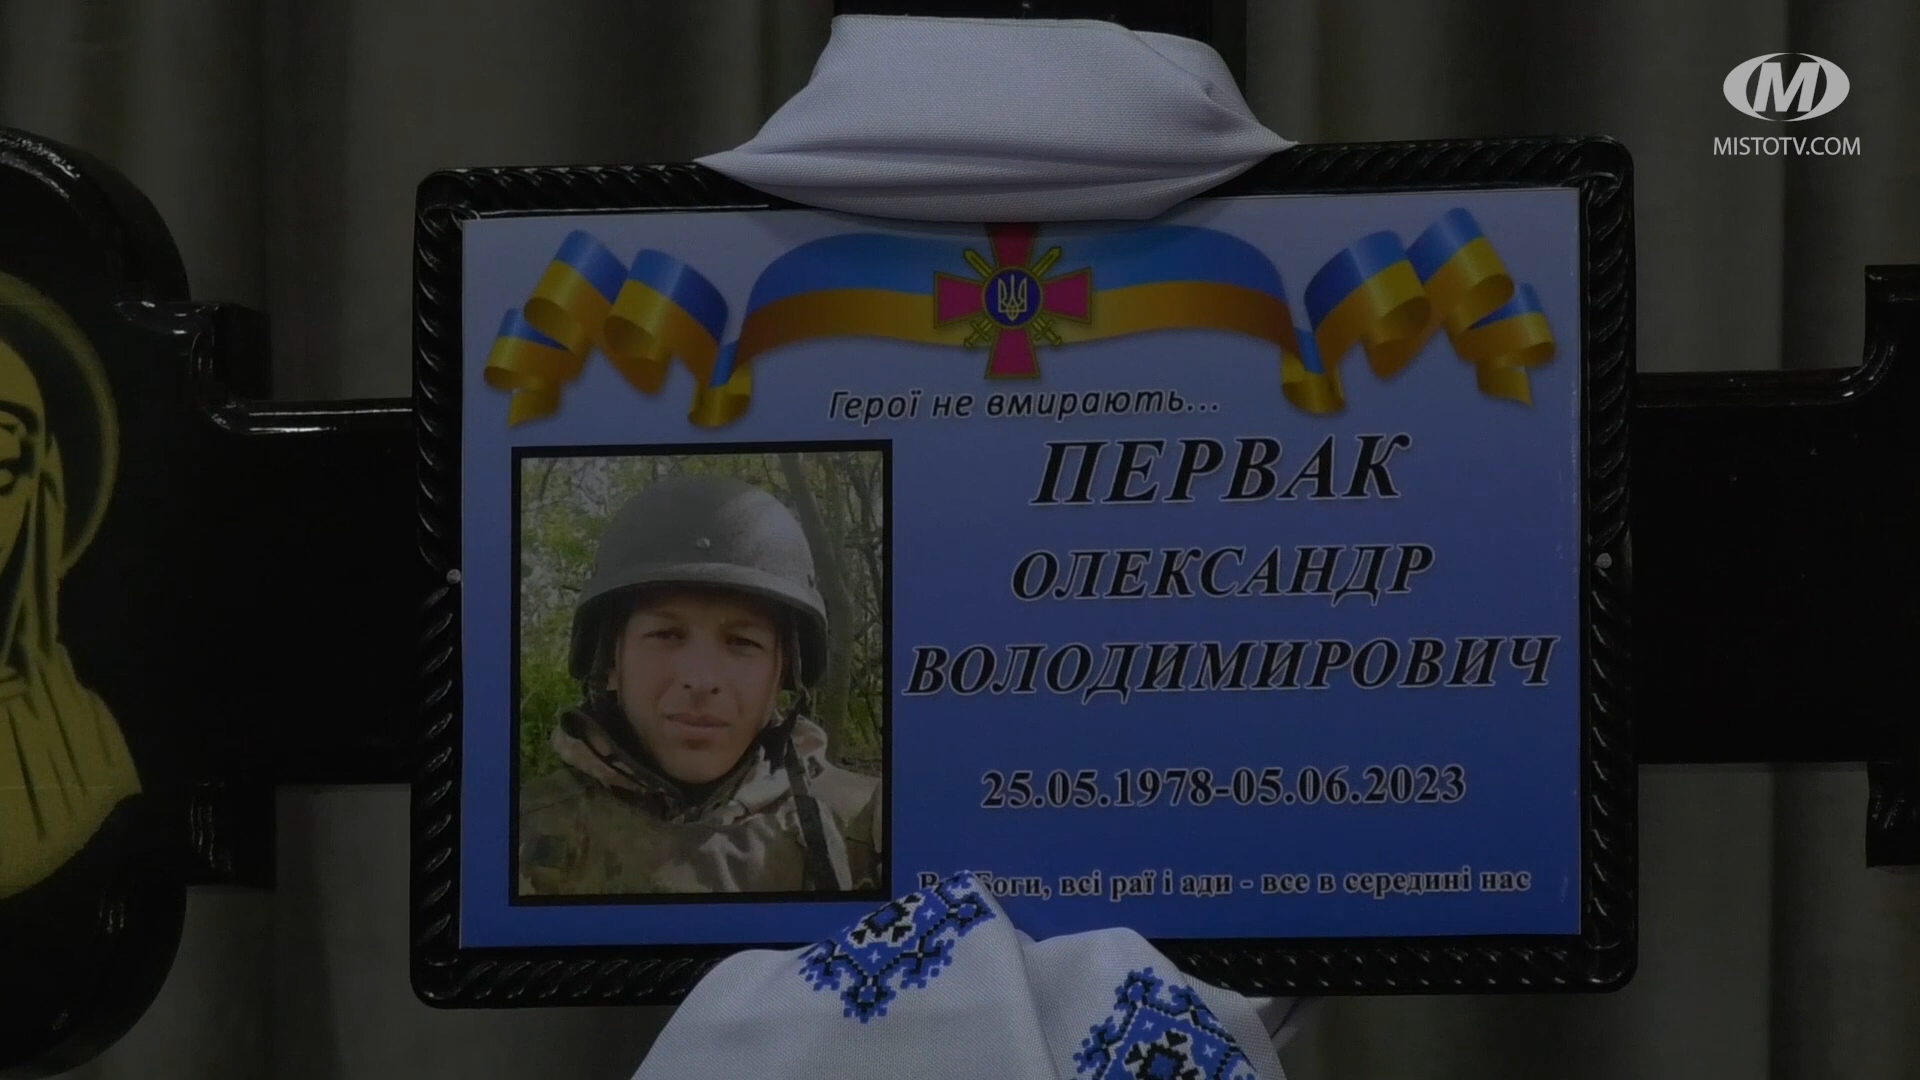 M
MISTOTV.COM
Герої не вмирають...
ПЕРВАК
ОЛЕКСАНДР
ВОЛОДИМИРОВИЧ
25.05.1978-05.06.2023
Боги, всі раї і ади - все в середині нас